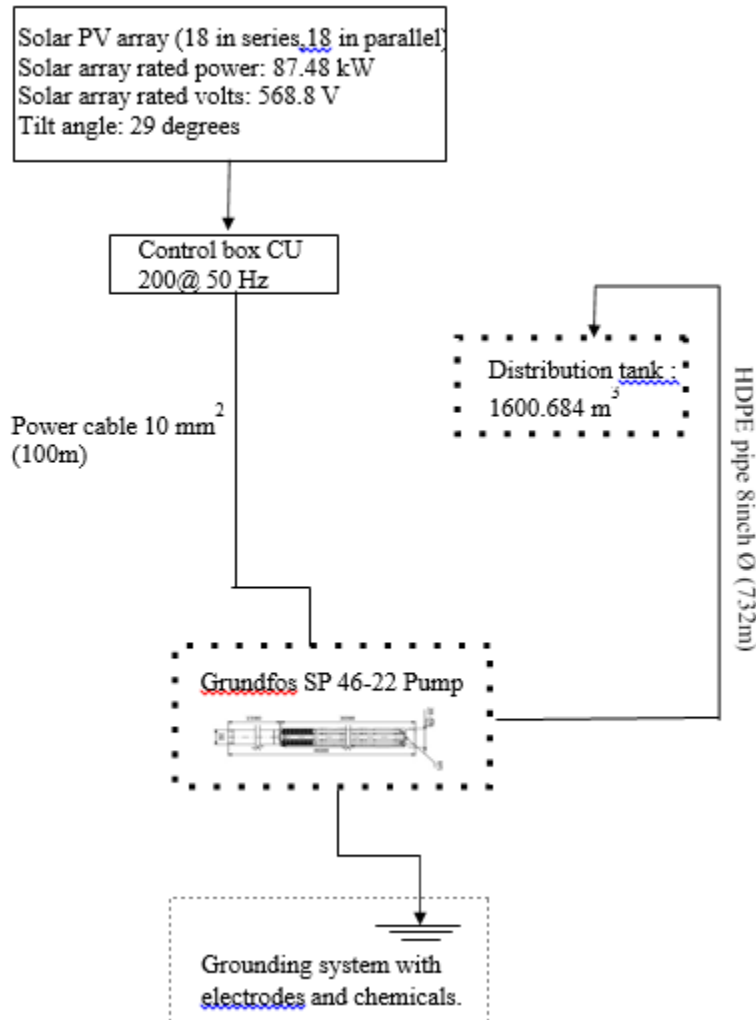 Solar PV array (18 in series,18 in parallel)
Solar array rated power: 87.48 kW
Solar array rated volts: 568.8 V
Tilt angle: 29 degrees
Control box CU
200@ 50 Hz
Distribution tank :
1600.684 m³
Power cable 10 mm²
(100m)
HDPE pipe 8inch Ø (732m)
Grundfos SP 46-22 Pump
Grounding system with
electrodes and chemicals.